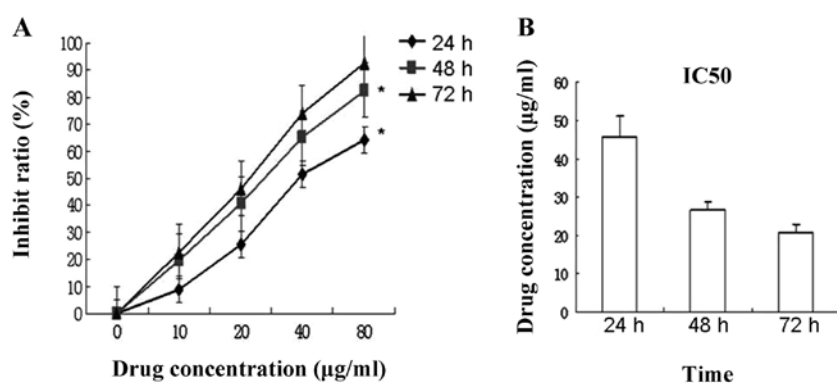 A
100
90
80
70
60
50
40
30
20
10
0
Inhibit ratio (%)
0 10 20 40 80
Drug concentration (μg/ml)
24 h
48 h
72 h
*
*
B
IC50
60
50
40
30
20
10
0
Drug concentration (μg/ml)
24 h 48 h 72 h
Time